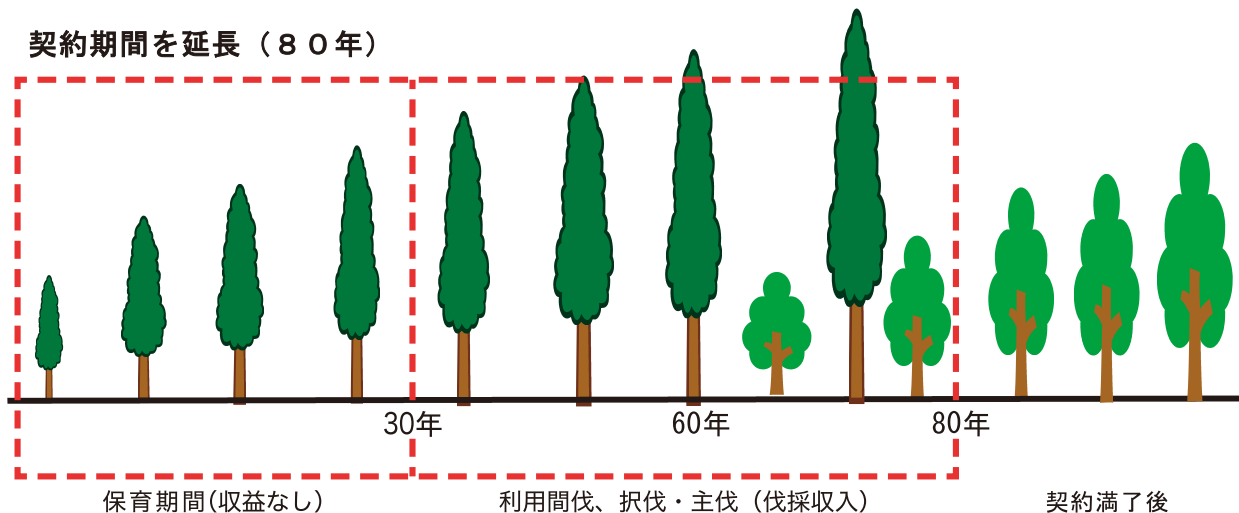 契約期間を延長（８０年）
30年
60年
80年
保育期間(収益なし)
利用間伐、択伐・主伐（伐採収入）
契約満了後